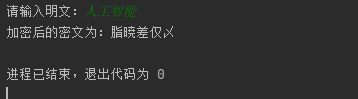 请输入明文：人工智能
加密后的密文为：脂晓差仅乄
进程已结束，退出代码为 0